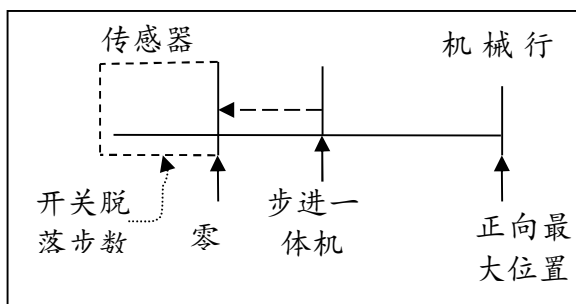 传感器
机械行
开关脱
落步数
零
步进一
体机
正向最
大位置